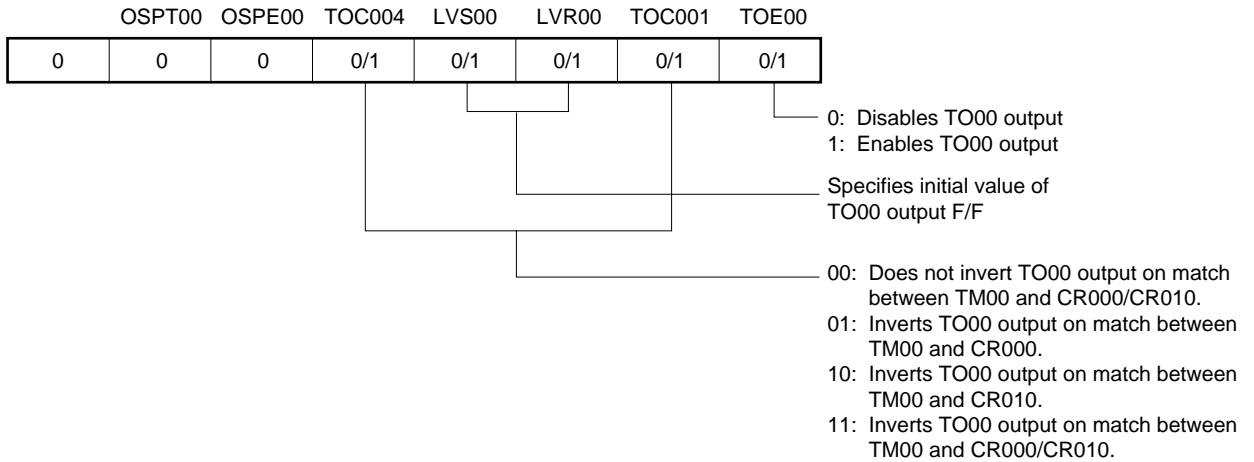 OSPT00 OSPE00 TOC004 LVS00 LVR00 TOC001 TOE00
0 0 0 0/1 0/1 0/1 0/1 0/1
0: Disables TO00 output
1: Enables TO00 output
Specifies initial value of
TO00 output F/F
00: Does not invert TO00 output on match
between TM00 and CR000/CR010.
01: Inverts TO00 output on match between
TM00 and CR000.
10: Inverts TO00 output on match between
TM00 and CR010.
11: Inverts TO00 output on match between
TM00 and CR000/CR010.